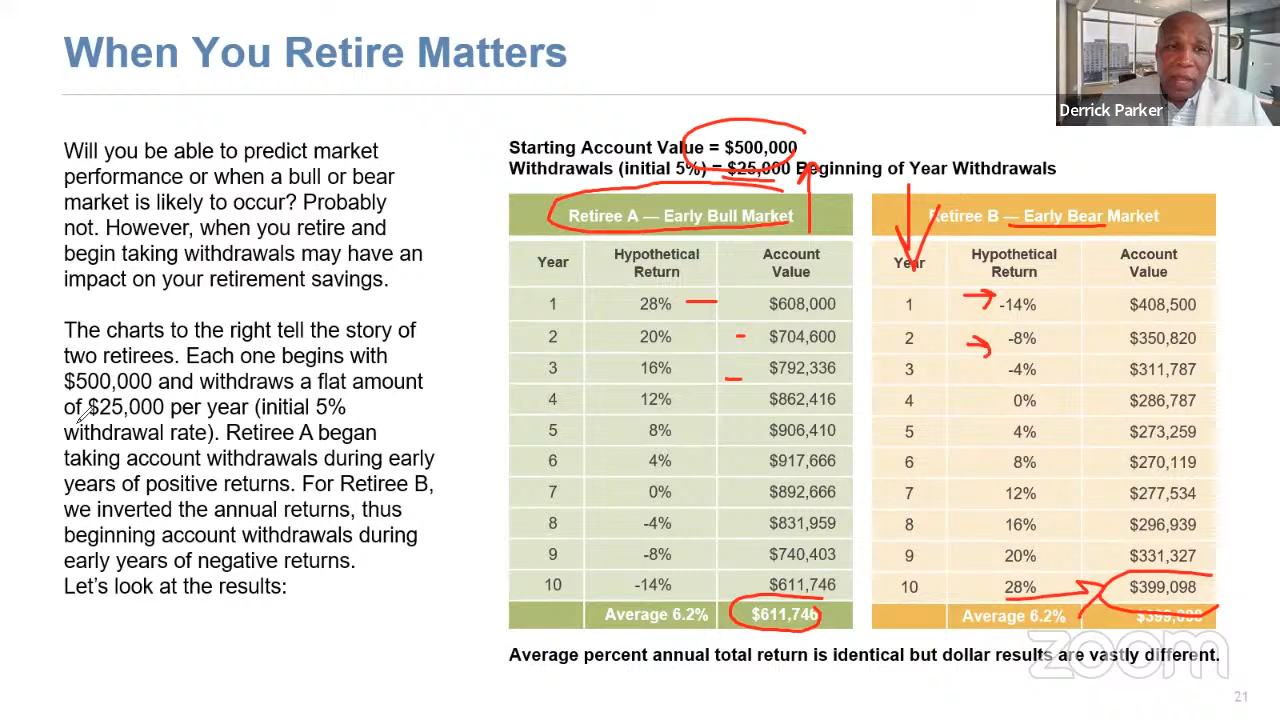 When You Retire Matters
Derrick Parker
Will you be able to predict market
performance or when a bull or bear
market is likely to occur? Probably
not. However, when you retire and
begin taking withdrawals may have an
impact on your retirement savings.
The charts to the right tell the story of
two retirees. Each one begins with
$500,000 and withdraws a flat amount
of $25,000 per year (initial 5%
withdrawal rate). Retiree A began
taking account withdrawals during early
years of positive returns. For Retiree B,
we inverted the annual returns, thus
beginning account withdrawals during
early years of negative returns.
Let's look at the results:
Starting Account Value = $500,000
Withdrawals (initial 5%) = $25,000 Beginning of Year Withdrawals
Retiree A — Early Bull Market
Year Hypothetical Return Account Value
1 28% $608,000
2 20% $704,600
3 16% $792,336
4 12% $862,416
5 8% $906,410
6 4% $917,666
7 0% $892,666
8 -4% $831,959
9 -8% $740,403
10 -14% $611,746
Average 6.2% $611,746
Retiree B — Early Bear Market
Year Hypothetical Return Account Value
1 -14% $408,500
2 -8% $350,820
3 -4% $311,787
4 0% $286,787
5 4% $273,259
6 8% $270,119
7 12% $277,534
8 16% $296,939
9 20% $331,327
10 28% $399,098
Average 6.2% $399,098
Average percent annual total return is identical but dollar results are vastly different.
zoom
21